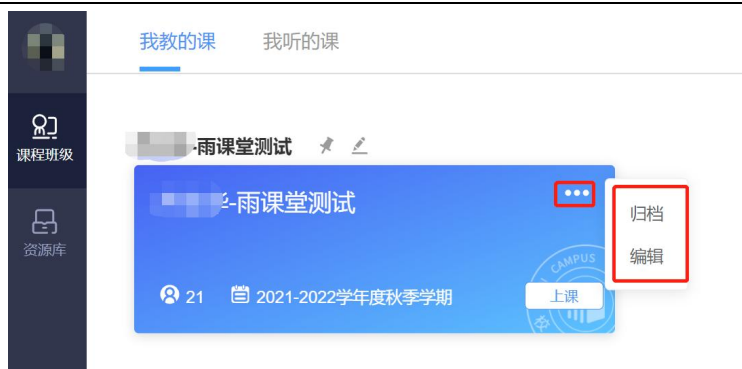 我教的课 我听的课
课程班级
-雨课堂测试
-雨课堂测试
•••
归档
资源库
编辑
CAMPUS
21 2021-2022学年度秋季学期
上课